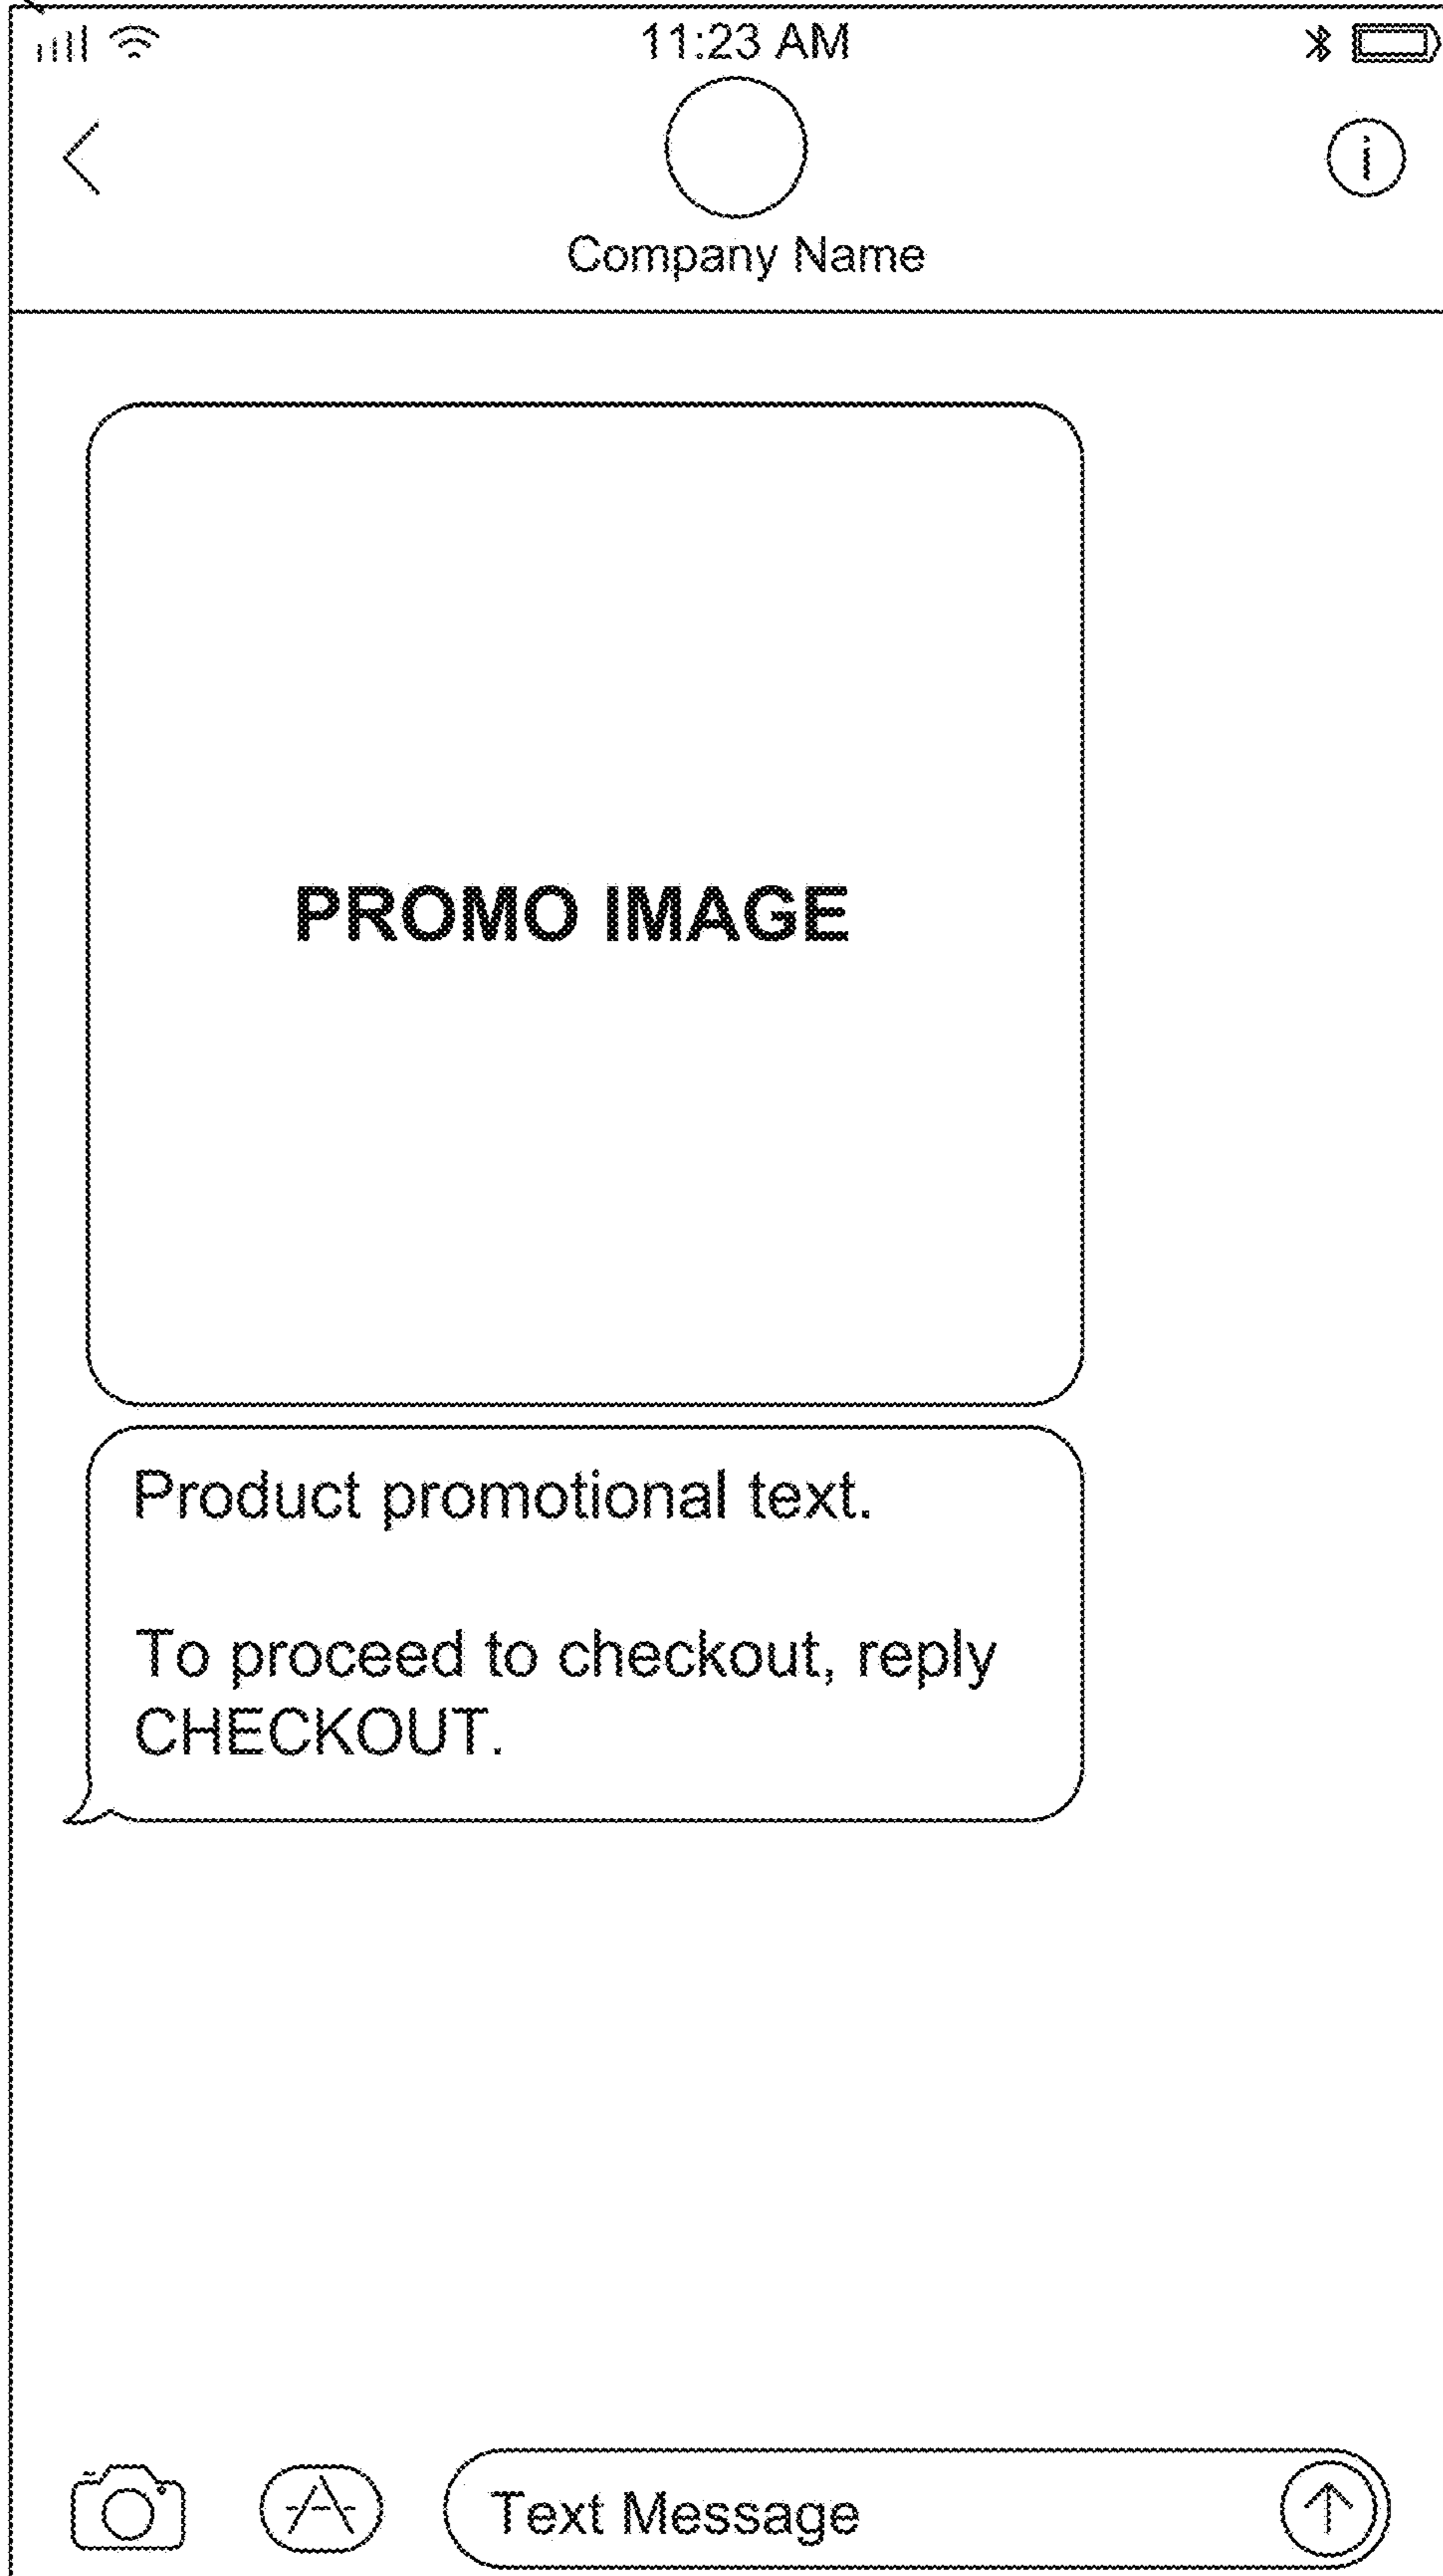 11:23 AM
i
Company Name
PROMO IMAGE
Product promotional text.
To proceed to checkout, reply
CHECKOUT.
Text Message